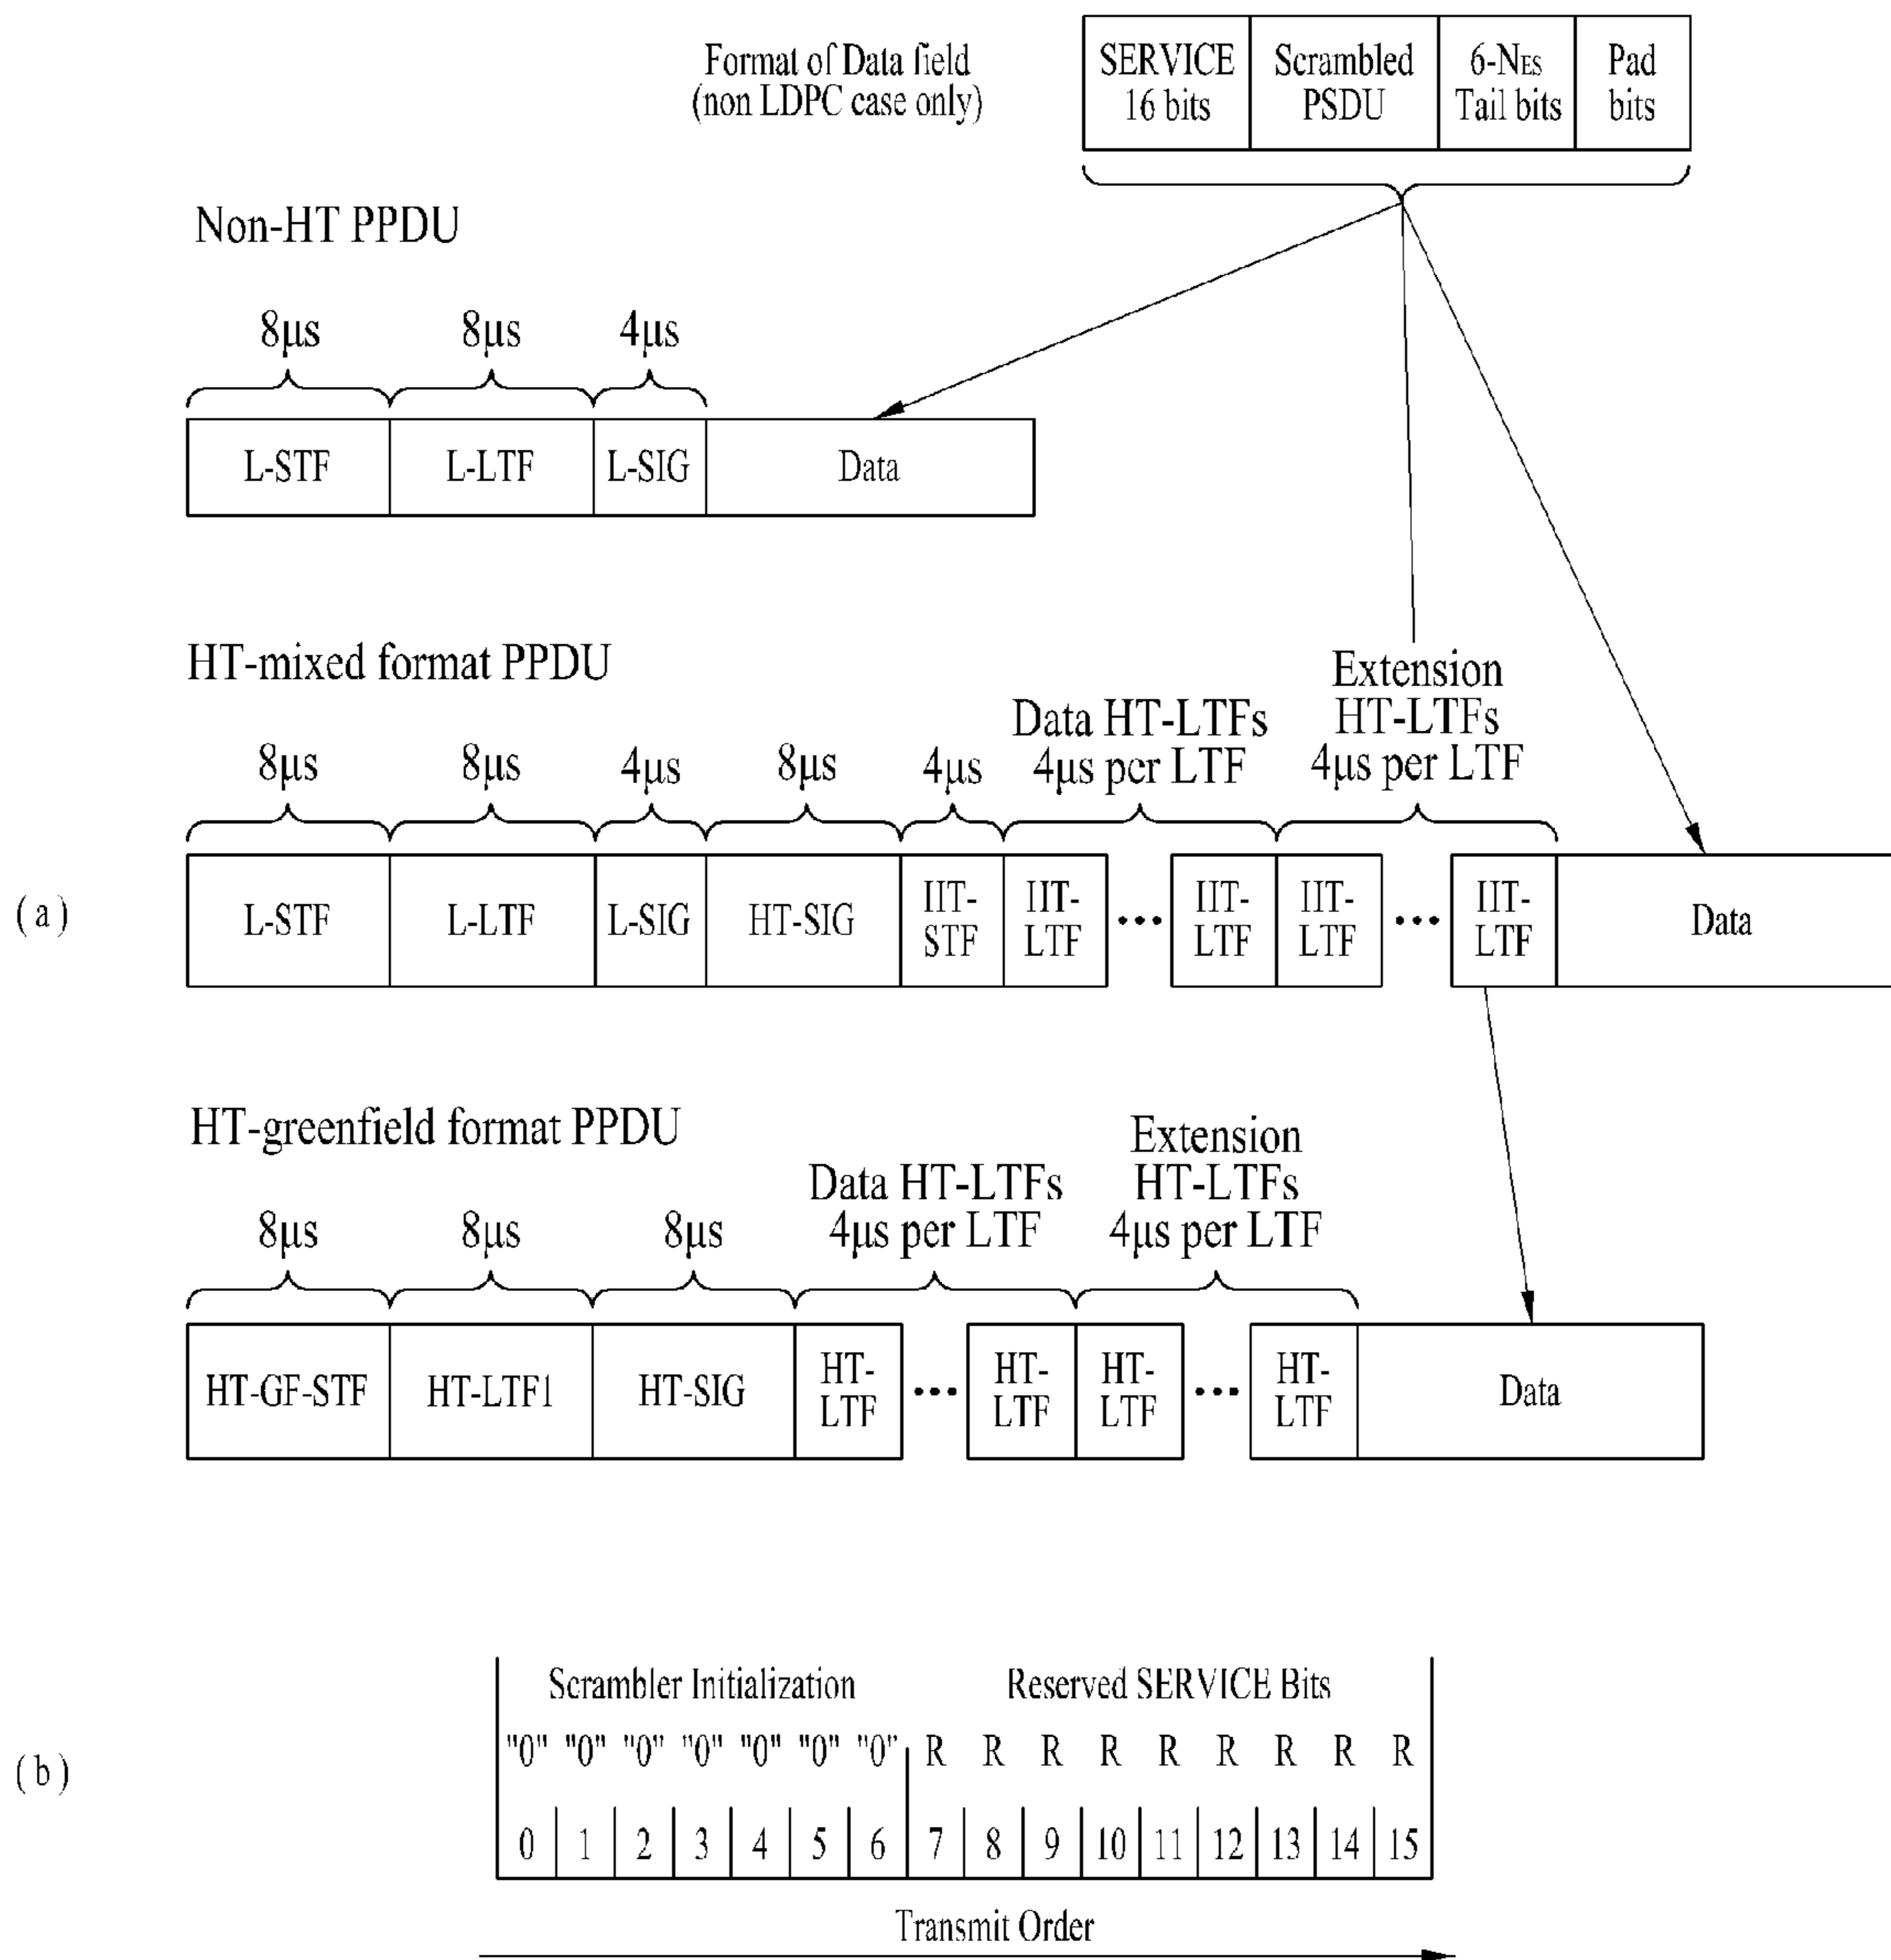 Format of Data field
(non LDPC case only)
SERVICE 16 bits
Scrambled PSDU
6-NES Tail bits
Pad bits
Non-HT PPDU
8μs 8μs 4μs
L-STF L-LTF L-SIG Data
HT-mixed format PPDU
Data HT-LTFs
4μs per LTF
Extension
HT-LTFs
4μs per LTF
8μs 8μs 4μs 8μs 4μs
(a)
L-STF L-LTF L-SIG HT-SIG HT-STF HT-LTF ••• HT-LTF HT-LTF ••• HT-LTF Data
HT-greenfield format PPDU
Data HT-LTFs
4μs per LTF
Extension
HT-LTFs
4μs per LTF
8μs 8μs 8μs
HT-GF-STF HT-LTF1 HT-SIG HT-LTF ••• HT-LTF HT-LTF ••• HT-LTF Data
(b)
Scrambler Initialization Reserved SERVICE Bits
"0" "0" "0" "0" "0" "0" "0" R R R R R R R R R
0 1 2 3 4 5 6 7 8 9 10 11 12 13 14 15
Transmit Order